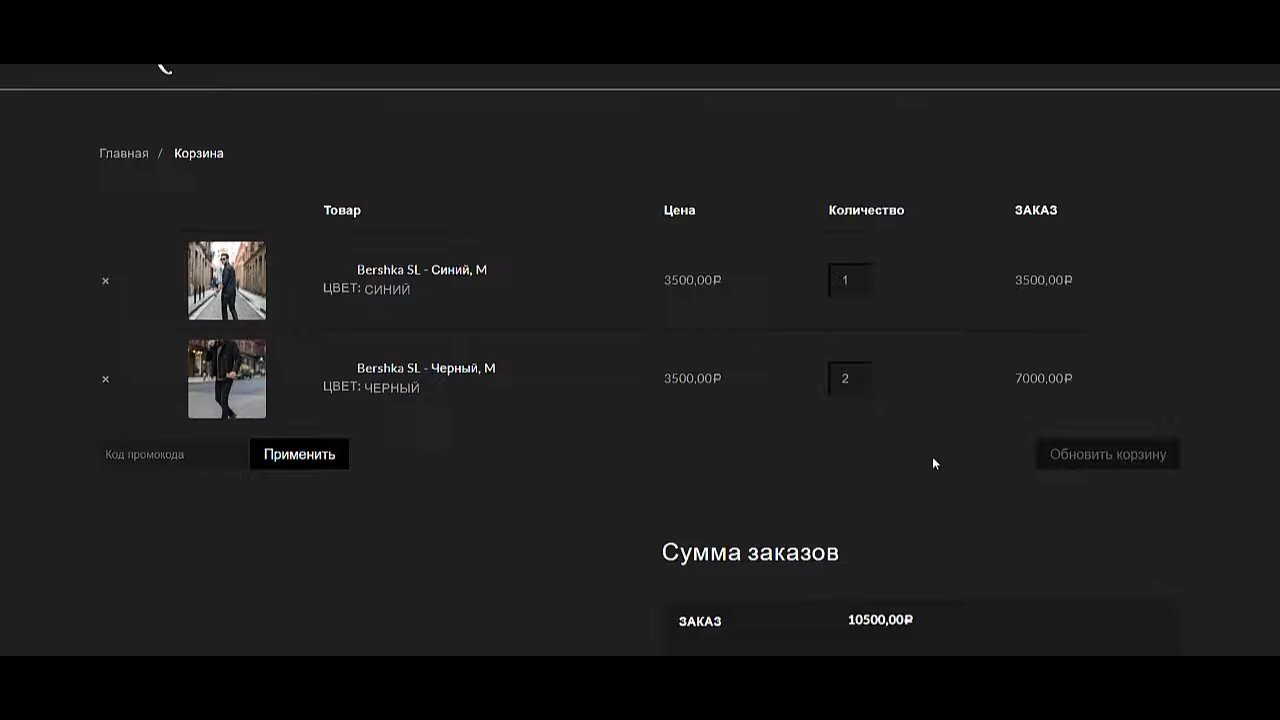 Главная / Корзина
Товар Цена Количество ЗАКАЗ
× Bershka SL - Синий, M 3500,00₽ 1 3500,00₽
ЦВЕТ: СИНИЙ
× Bershka SL - Черный, M 3500,00₽ 2 7000,00₽
ЦВЕТ: ЧЕРНЫЙ
Код промокода Применить Обновить корзину
Сумма заказов
ЗАКАЗ 10500,00₽